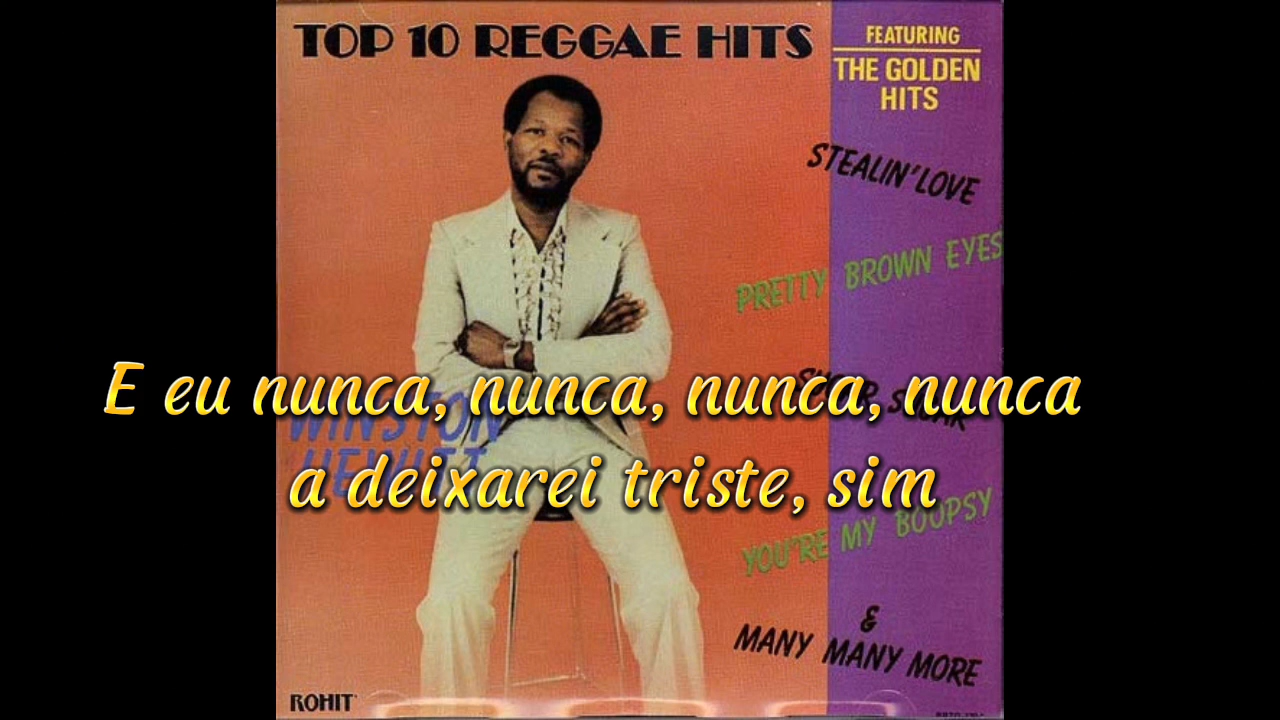 TOP 10 REGGAE HITS
FEATURING
THE GOLDEN
HITS
STEALIN' LOVE
PRETTY BROWN EYES
E eu nunca, nunca, nunca, nunca
WINSTON
a deixarei triste, sim
YOU'RE MY BOOPSY
&
MANY MANY MORE
ROHIT